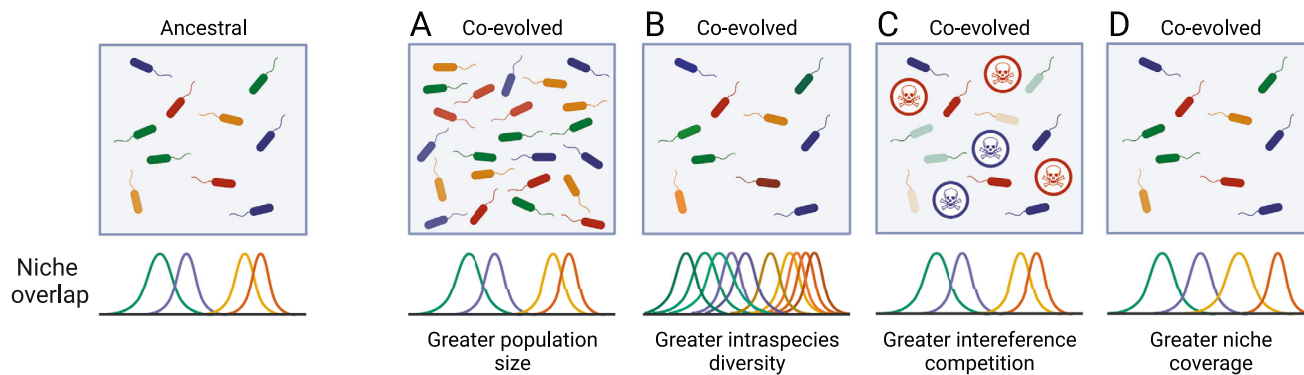 Ancestral
A Co-evolved
B Co-evolved
C Co-evolved
D Co-evolved
Niche
overlap
Greater population
size
Greater intraspecies
diversity
Greater intereference
competition
Greater niche
coverage